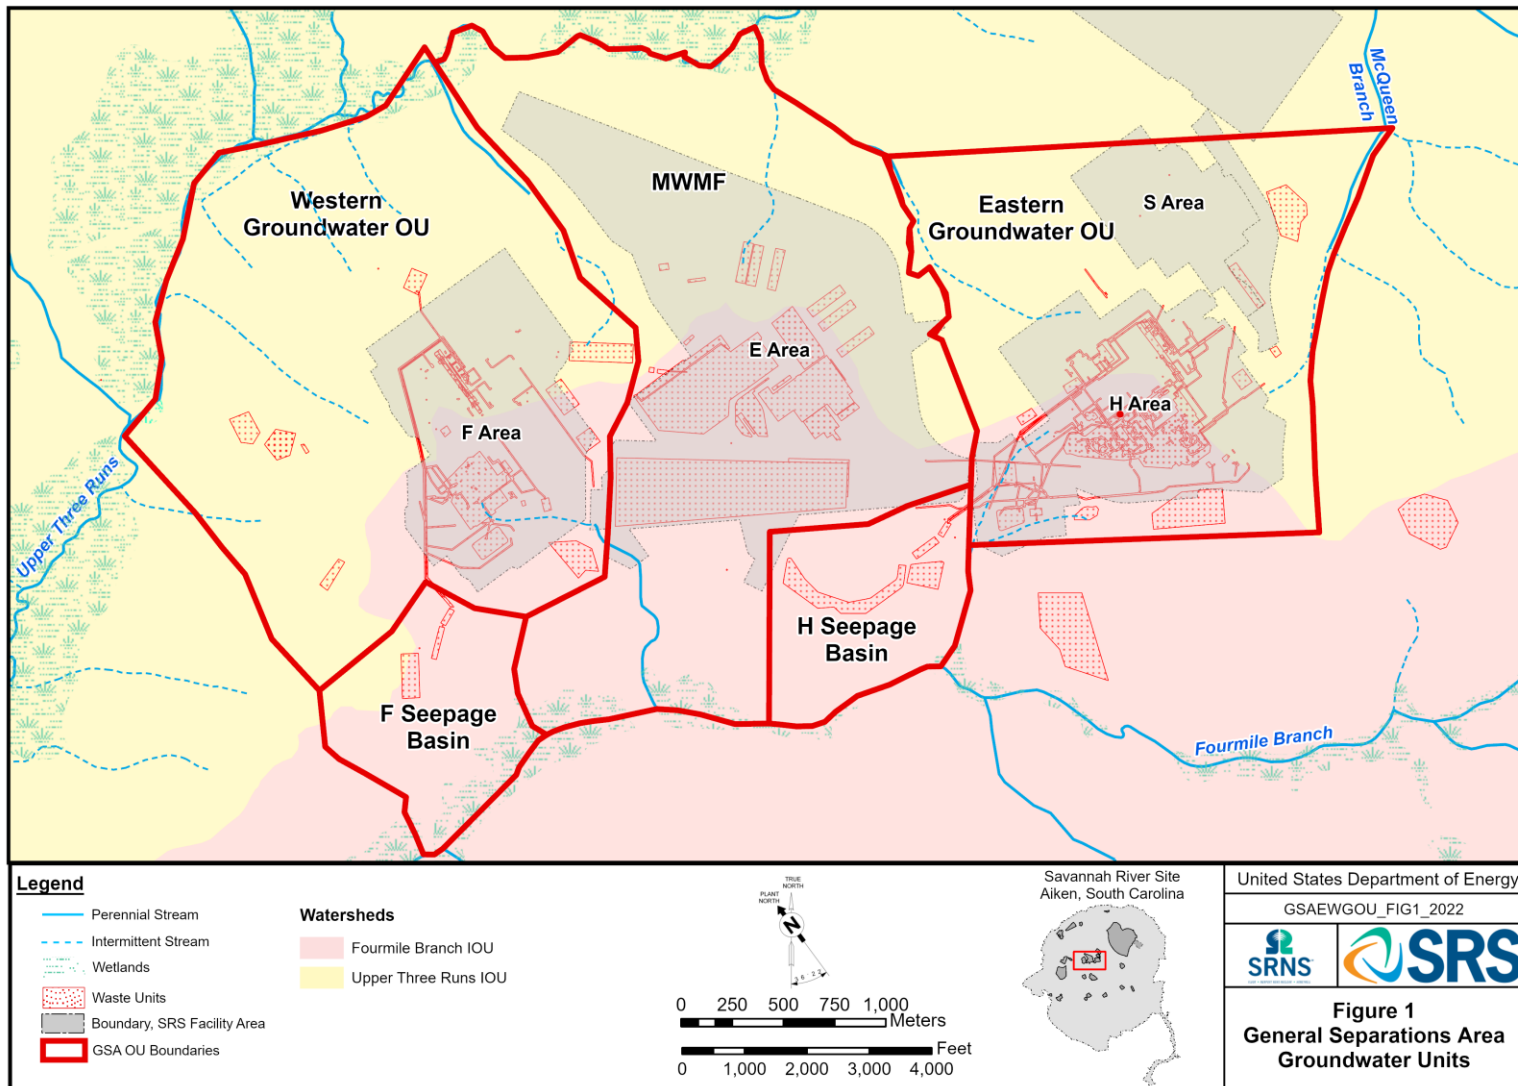 McQueen
Branch
Western
Groundwater OU
MWMF
Eastern
Groundwater OU
S Area
E Area
F Area
H Area
Upper Three Runs
H Seepage
Basin
F Seepage
Basin
Fourmile Branch
Legend
Perennial Stream
Intermittent Stream
Wetlands
Waste Units
Boundary, SRS Facility Area
GSA OU Boundaries
Watersheds
Fourmile Branch IOU
Upper Three Runs IOU
TRUE
NORTH
PLANT
NORTH
N
0 250 500 750 1,000
Meters
Feet
0 1,000 2,000 3,000 4,000
Savannah River Site
Aiken, South Carolina
United States Department of Energy
GSAEWGOU_FIG1_2022
SRNS
SRS
Figure 1
General Separations Area
Groundwater Units